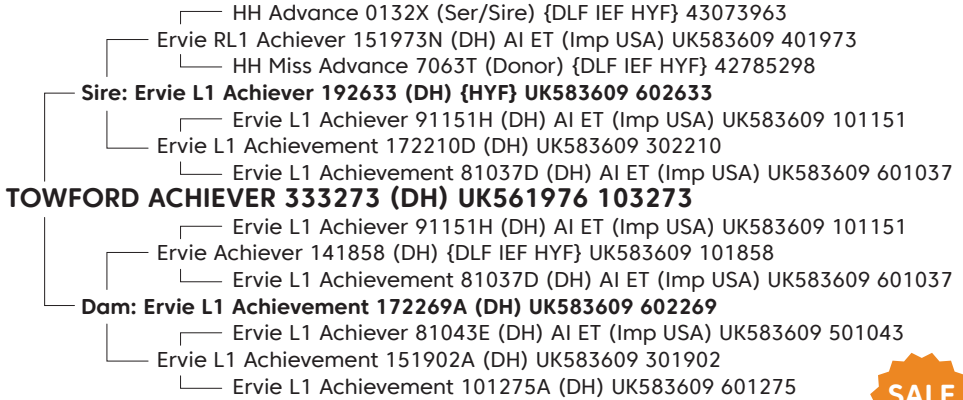 HH Advance 0132X (Ser/Sire) {DLF IEF HYF} 43073963
Ervie RL1 Achiever 151973N (DH) AI ET (Imp USA) UK583609 401973
HH Miss Advance 7063T (Donor) {DLF IEF HYF} 42785298
Sire: Ervie L1 Achiever 192633 (DH) {HYF} UK583609 602633
Ervie L1 Achiever 91151H (DH) AI ET (Imp USA) UK583609 101151
Ervie L1 Achievement 172210D (DH) UK583609 302210
Ervie L1 Achievement 81037D (DH) AI ET (Imp USA) UK583609 601037
TOWFORD ACHIEVER 333273 (DH) UK561976 103273
Ervie L1 Achiever 91151H (DH) AI ET (Imp USA) UK583609 101151
Ervie Achiever 141858 (DH) {DLF IEF HYF} UK583609 101858
Ervie L1 Achievement 81037D (DH) AI ET (Imp USA) UK583609 601037
Dam: Ervie L1 Achievement 172269A (DH) UK583609 602269
Ervie L1 Achiever 81043E (DH) AI ET (Imp USA) UK583609 501043
Ervie L1 Achievement 151902A (DH) UK583609 301902
Ervie L1 Achievement 101275A (DH) UK583609 601275
SALE